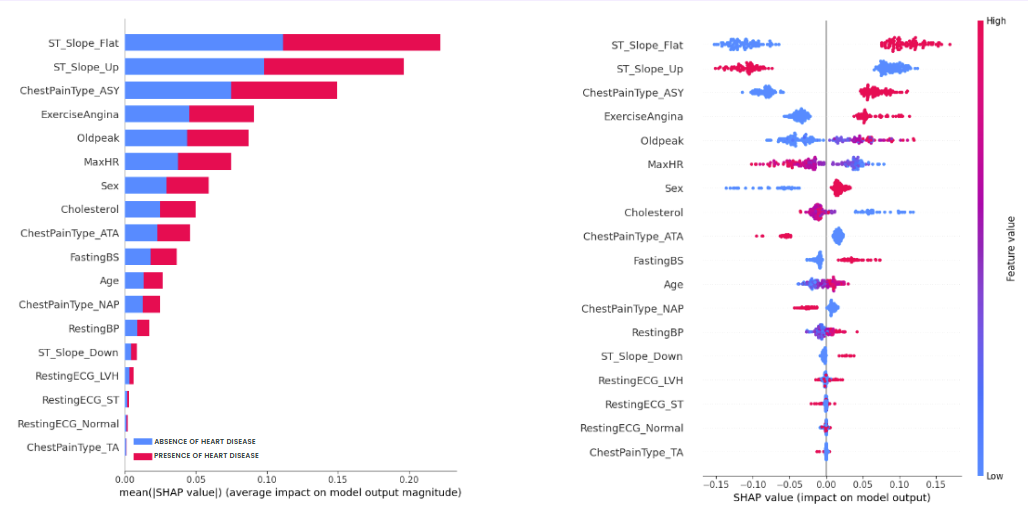 ST_Slope_Flat
ST_Slope_Up
ChestPainType_ASY
ExerciseAngina
Oldpeak
MaxHR
Sex
Cholesterol
ChestPainType_ATA
FastingBS
Age
ChestPainType_NAP
RestingBP
ST_Slope_Down
RestingECG_LVH
RestingECG_ST
RestingECG_Normal
ChestPainType_TA
ABSENCE OF HEART DISEASE
PRESENCE OF HEART DISEASE
0.00 0.05 0.10 0.15 0.20
mean(|SHAP value|) (average impact on model output magnitude)
High
ST_Slope_Flat
ST_Slope_Up
ChestPainType_ASY
ExerciseAngina
Oldpeak
MaxHR
Sex
Cholesterol
ChestPainType_ATA
FastingBS
Age
ChestPainType_NAP
RestingBP
ST_Slope_Down
RestingECG_LVH
RestingECG_ST
RestingECG_Normal
ChestPainType_TA
Low
−0.15 −0.10 −0.05 0.00 0.05 0.10 0.15
SHAP value (impact on model output)
Feature value